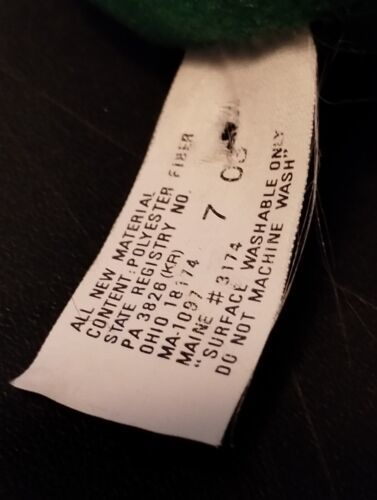 ALL NEW MATERIAL
CONTENT: POLYESTER FIBER
STATE REGISTRY NO.
PA 3826 (KR)
OHIO 18174 7
MA-1097
MAINE # 3174
"SURFACE WASHABLE ONLY
DO NOT MACHINE WASH"